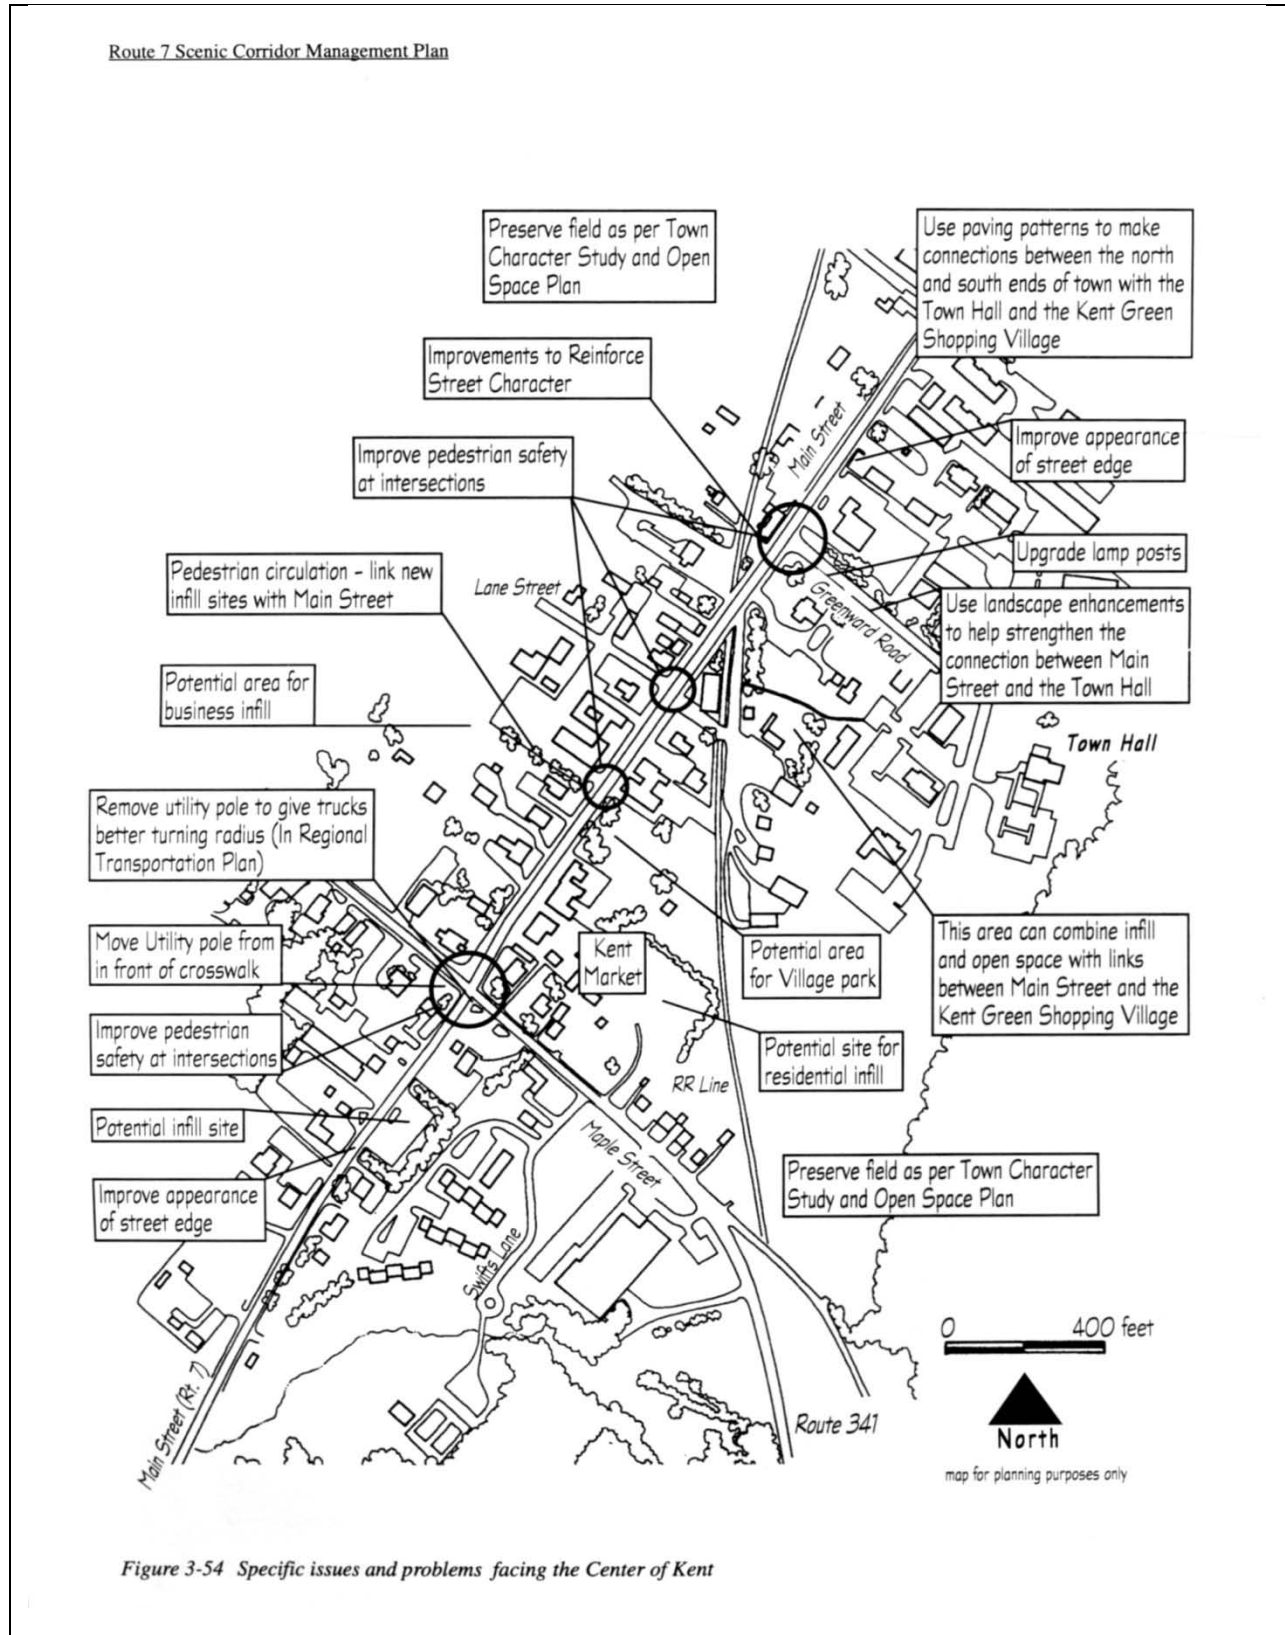 Route 7 Scenic Corridor Management Plan
Preserve field as per Town
Character Study and Open
Space Plan
Use paving patterns to make
connections between the north
and south ends of town with the
Town Hall and the Kent Green
Shopping Village
Improvements to Reinforce
Street Character
Main Street
Improve appearance
of street edge
Improve pedestrian safety
at intersections
Upgrade lamp posts
Pedestrian circulation - link new
infill sites with Main Street
Lane Street
Greenward Road
Use landscape enhancements
to help strengthen the
connection between Main
Street and the Town Hall
Potential area for
business infill
Town Hall
Remove utility pole to give trucks
better turning radius (In Regional
Transportation Plan)
Move Utility pole from
in front of crosswalk
Kent
Market
Potential area
for Village park
This area can combine infill
and open space with links
between Main Street and the
Kent Green Shopping Village
Improve pedestrian
safety at intersections
Potential site for
residential infill
RR Line
Potential infill site
Maple Street
Preserve field as per Town Character
Study and Open Space Plan
Improve appearance
of street edge
Swifts Lane
0 400 feet
Main Street (Rt. 7)
Route 341
North
map for planning purposes only
Figure 3-54 Specific issues and problems facing the Center of Kent